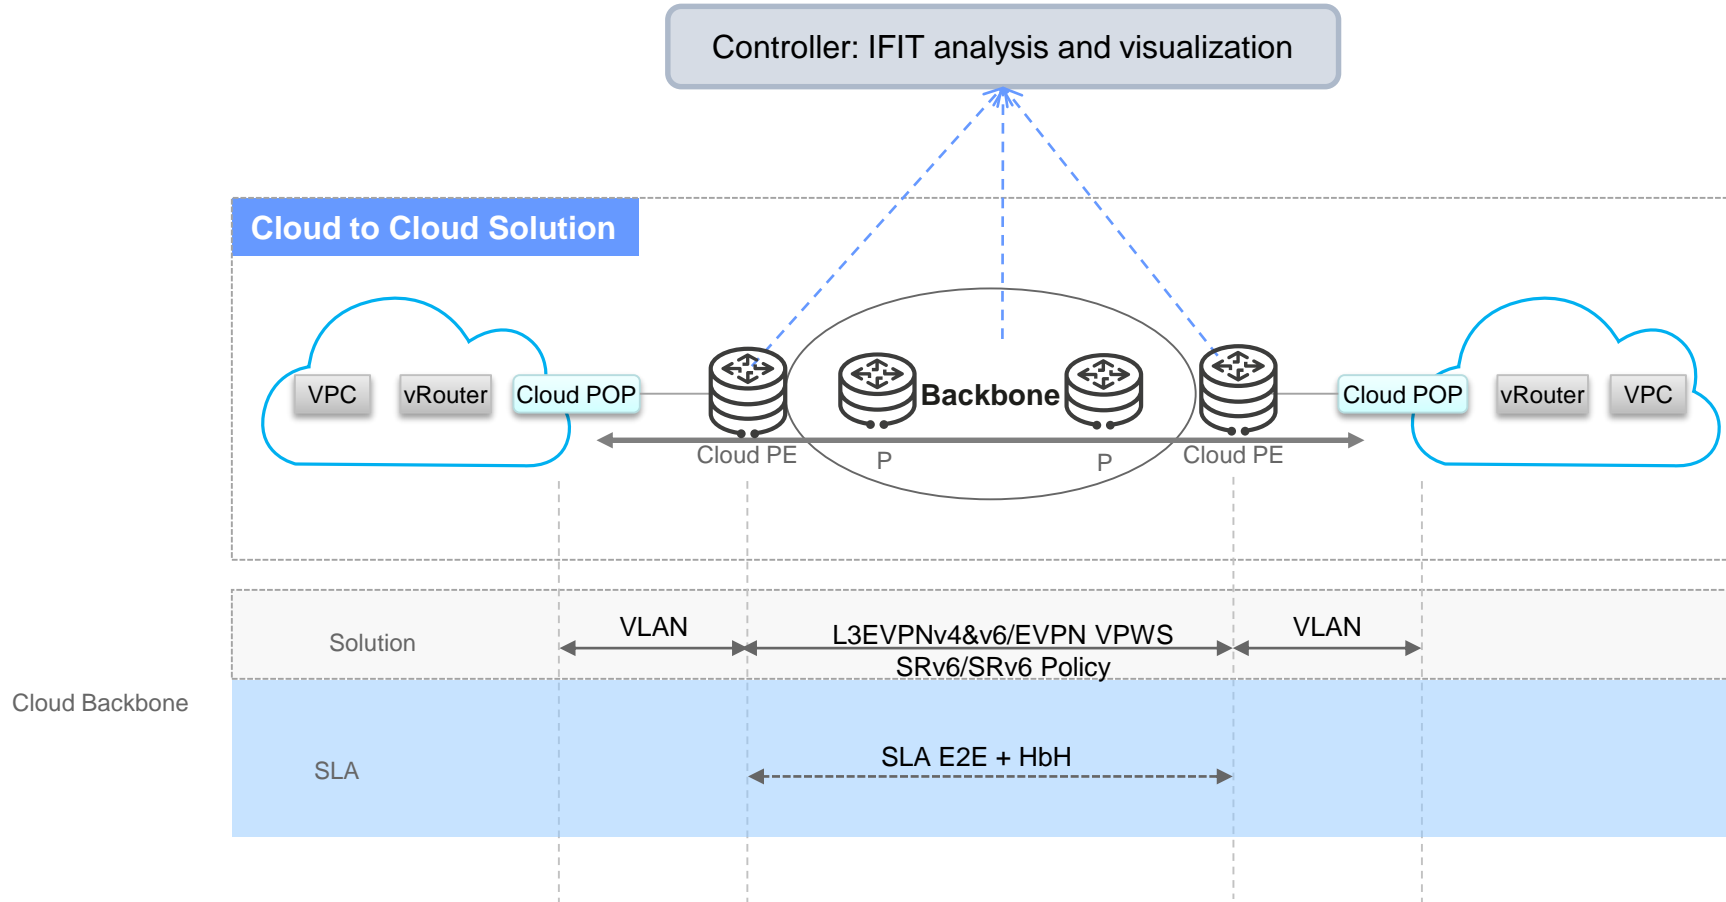 Controller: IFIT analysis and visualization
Cloud to Cloud Solution
VPC
vRouter
Cloud POP
Backbone
Cloud POP
vRouter
VPC
Cloud PE
P
P
Cloud PE
VLAN
L3EVPNv4&v6/EVPN VPWS
SRv6/SRv6 Policy
VLAN
Solution
Cloud Backbone
SLA E2E + HbH
SLA